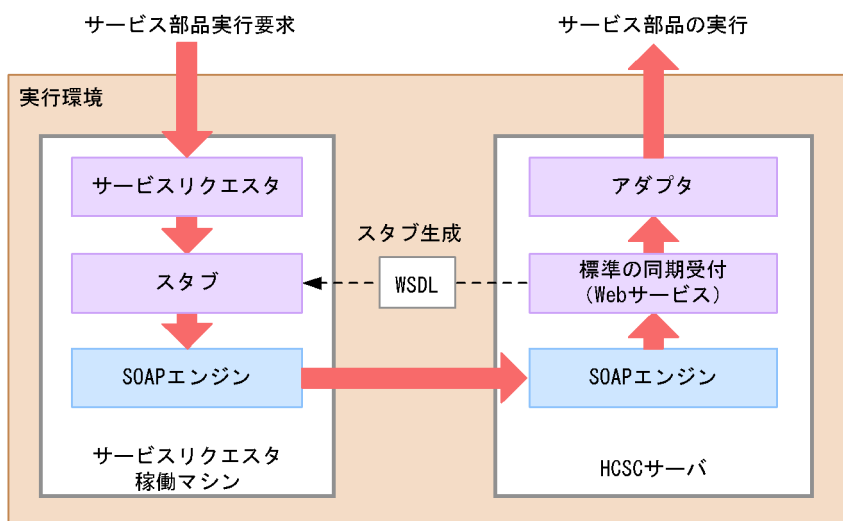 サービス部品実行要求
サービス部品の実行
実行環境
サービスリクエスタ
アダプタ
スタブ生成
スタブ
WSDL
標準の同期受付
(Webサービス)
SOAPエンジン
SOAPエンジン
サービスリクエスタ
稼働マシン
HCSCサーバ